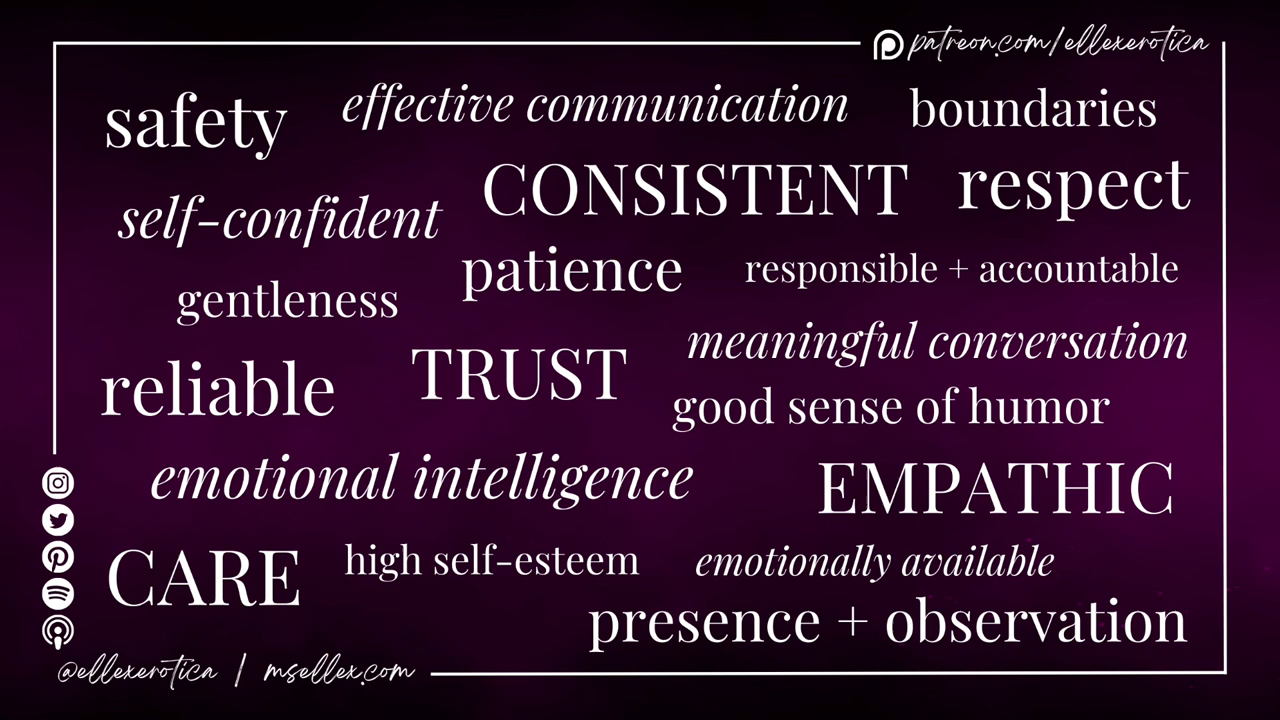 patreon.com/ellexerotica
safety effective communication boundaries
self-confident CONSISTENT respect
gentleness patience responsible + accountable
meaningful conversation
reliable TRUST good sense of humor
emotional intelligence EMPATHIC
CARE high self-esteem emotionally available
presence + observation
@ellexerotica | msellex.com